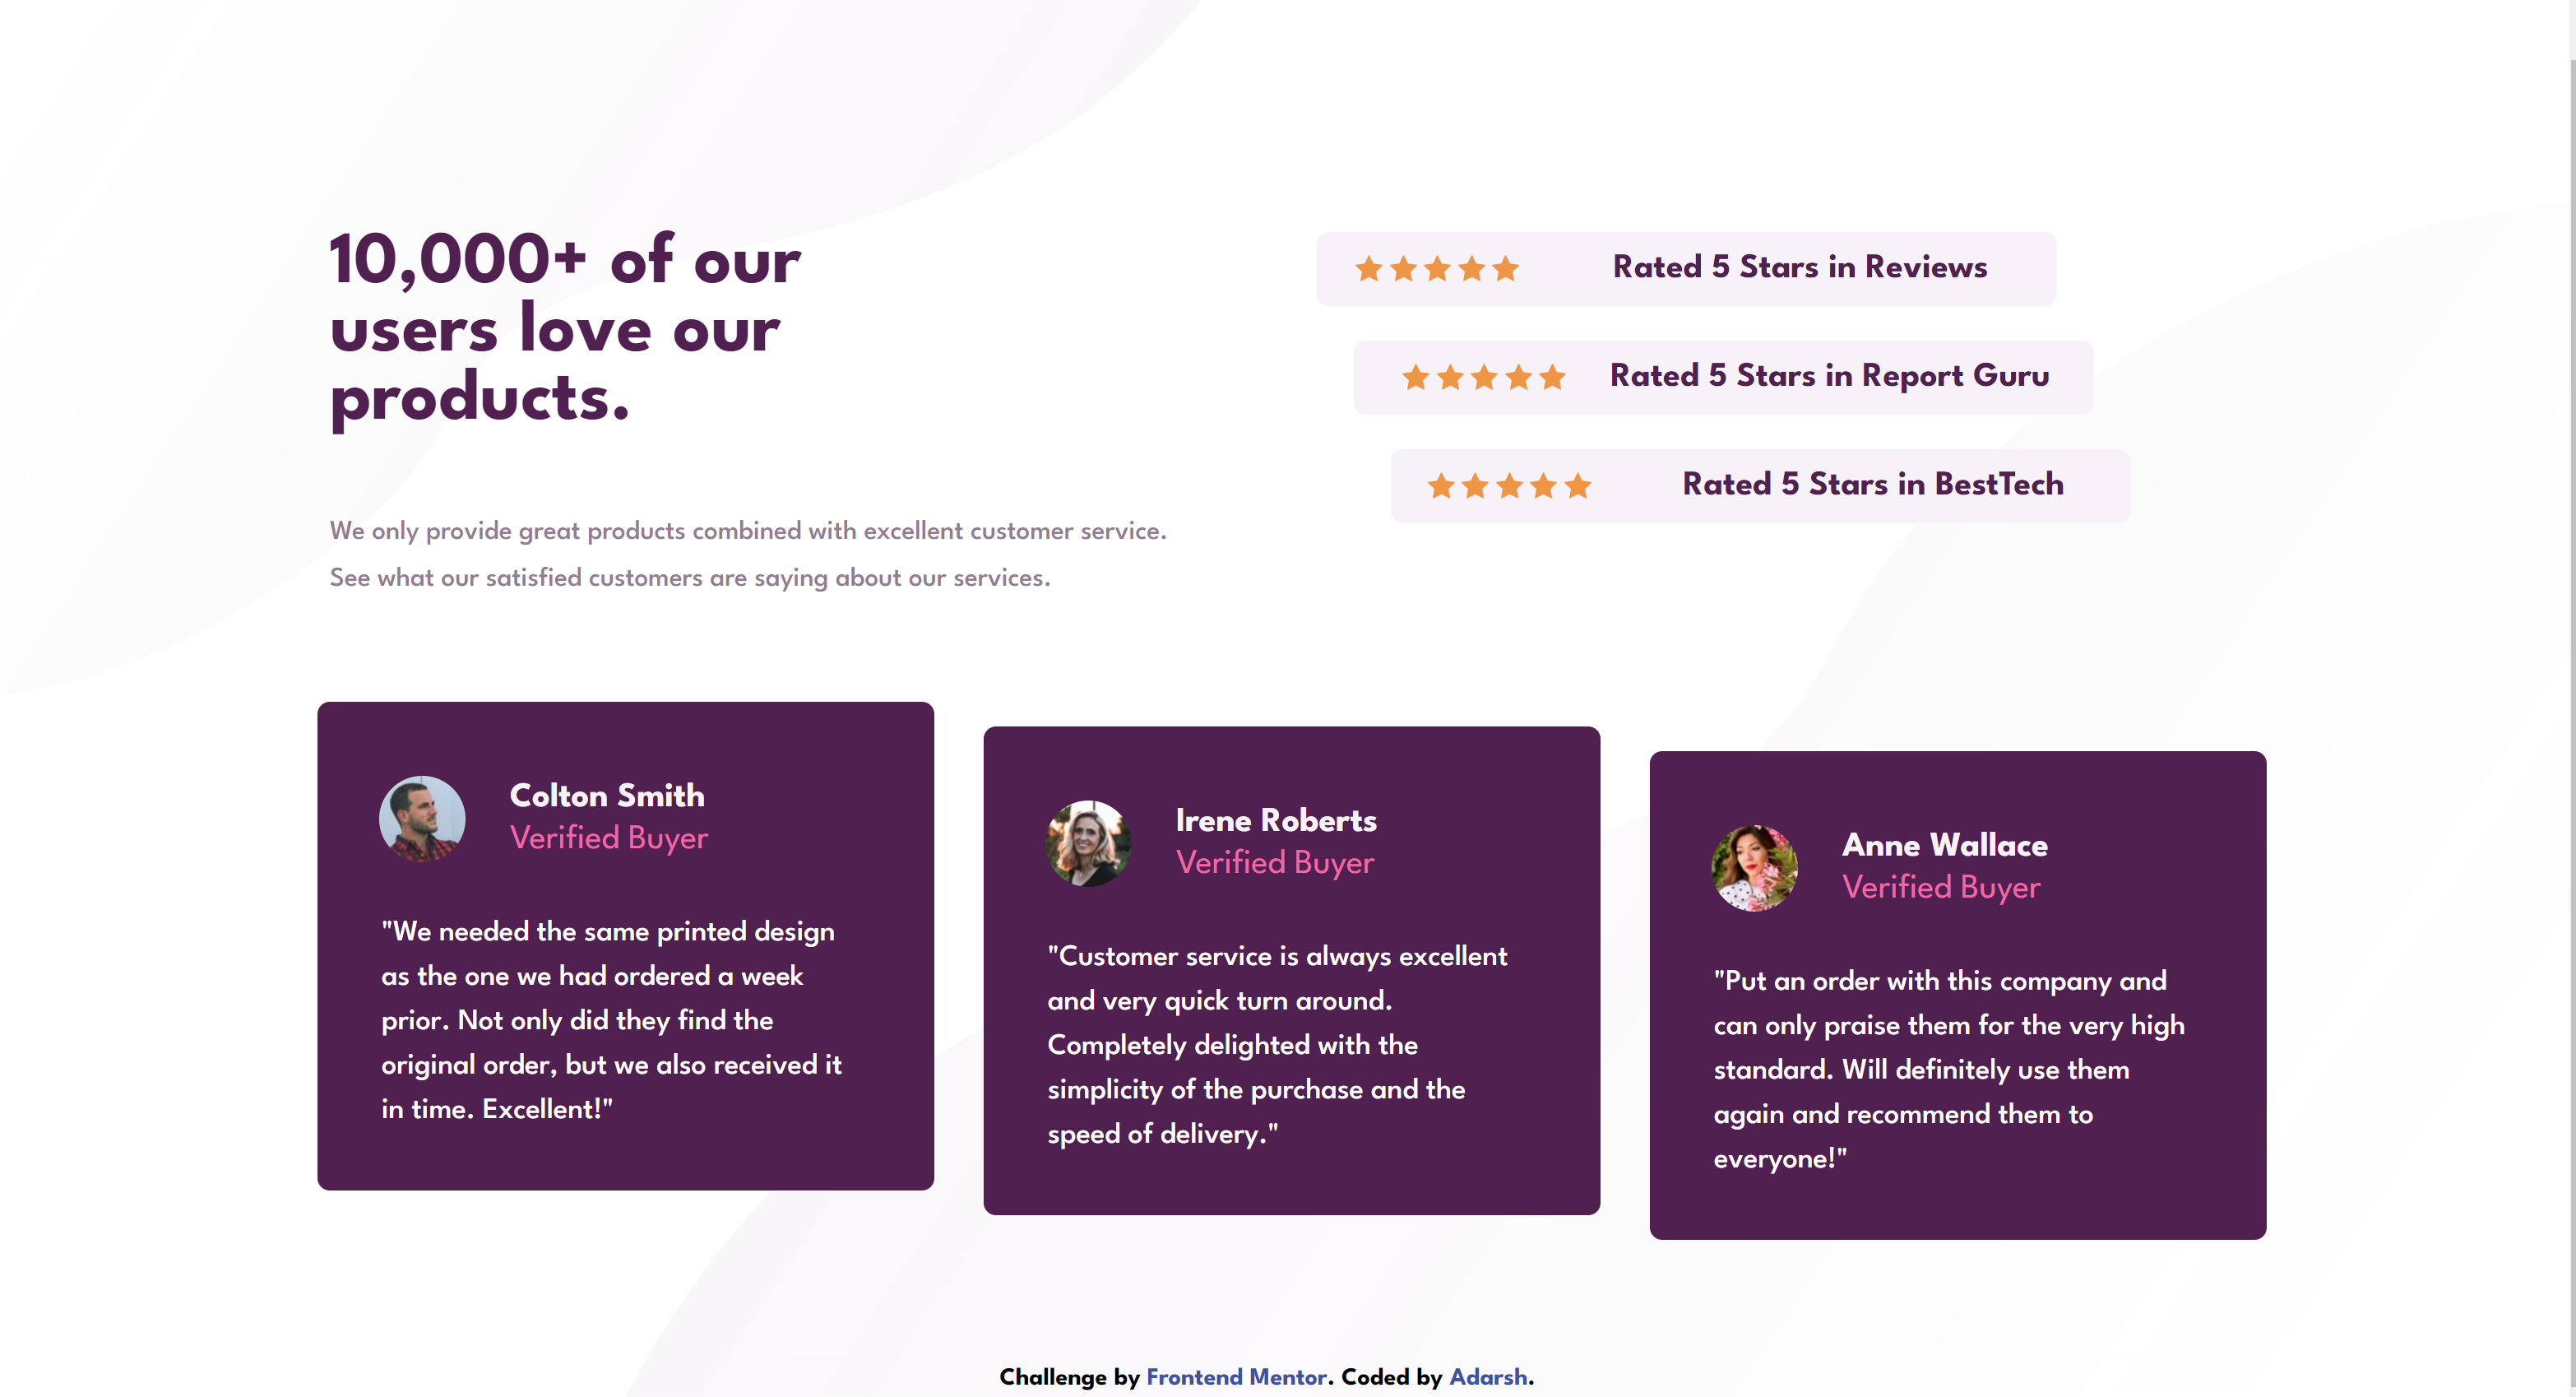 10,000+ of our
users love our
products.
We only provide great products combined with excellent customer service.
See what our satisfied customers are saying about our services.
Rated 5 Stars in Reviews
Rated 5 Stars in Report Guru
Rated 5 Stars in BestTech
Colton Smith
Verified Buyer
"We needed the same printed design
as the one we had ordered a week
prior. Not only did they find the
original order, but we also received it
in time. Excellent!"
Irene Roberts
Verified Buyer
"Customer service is always excellent
and very quick turn around.
Completely delighted with the
simplicity of the purchase and the
speed of delivery."
Anne Wallace
Verified Buyer
"Put an order with this company and
can only praise them for the very high
standard. Will definitely use them
again and recommend them to
everyone!"
Challenge by Frontend Mentor. Coded by Adarsh.